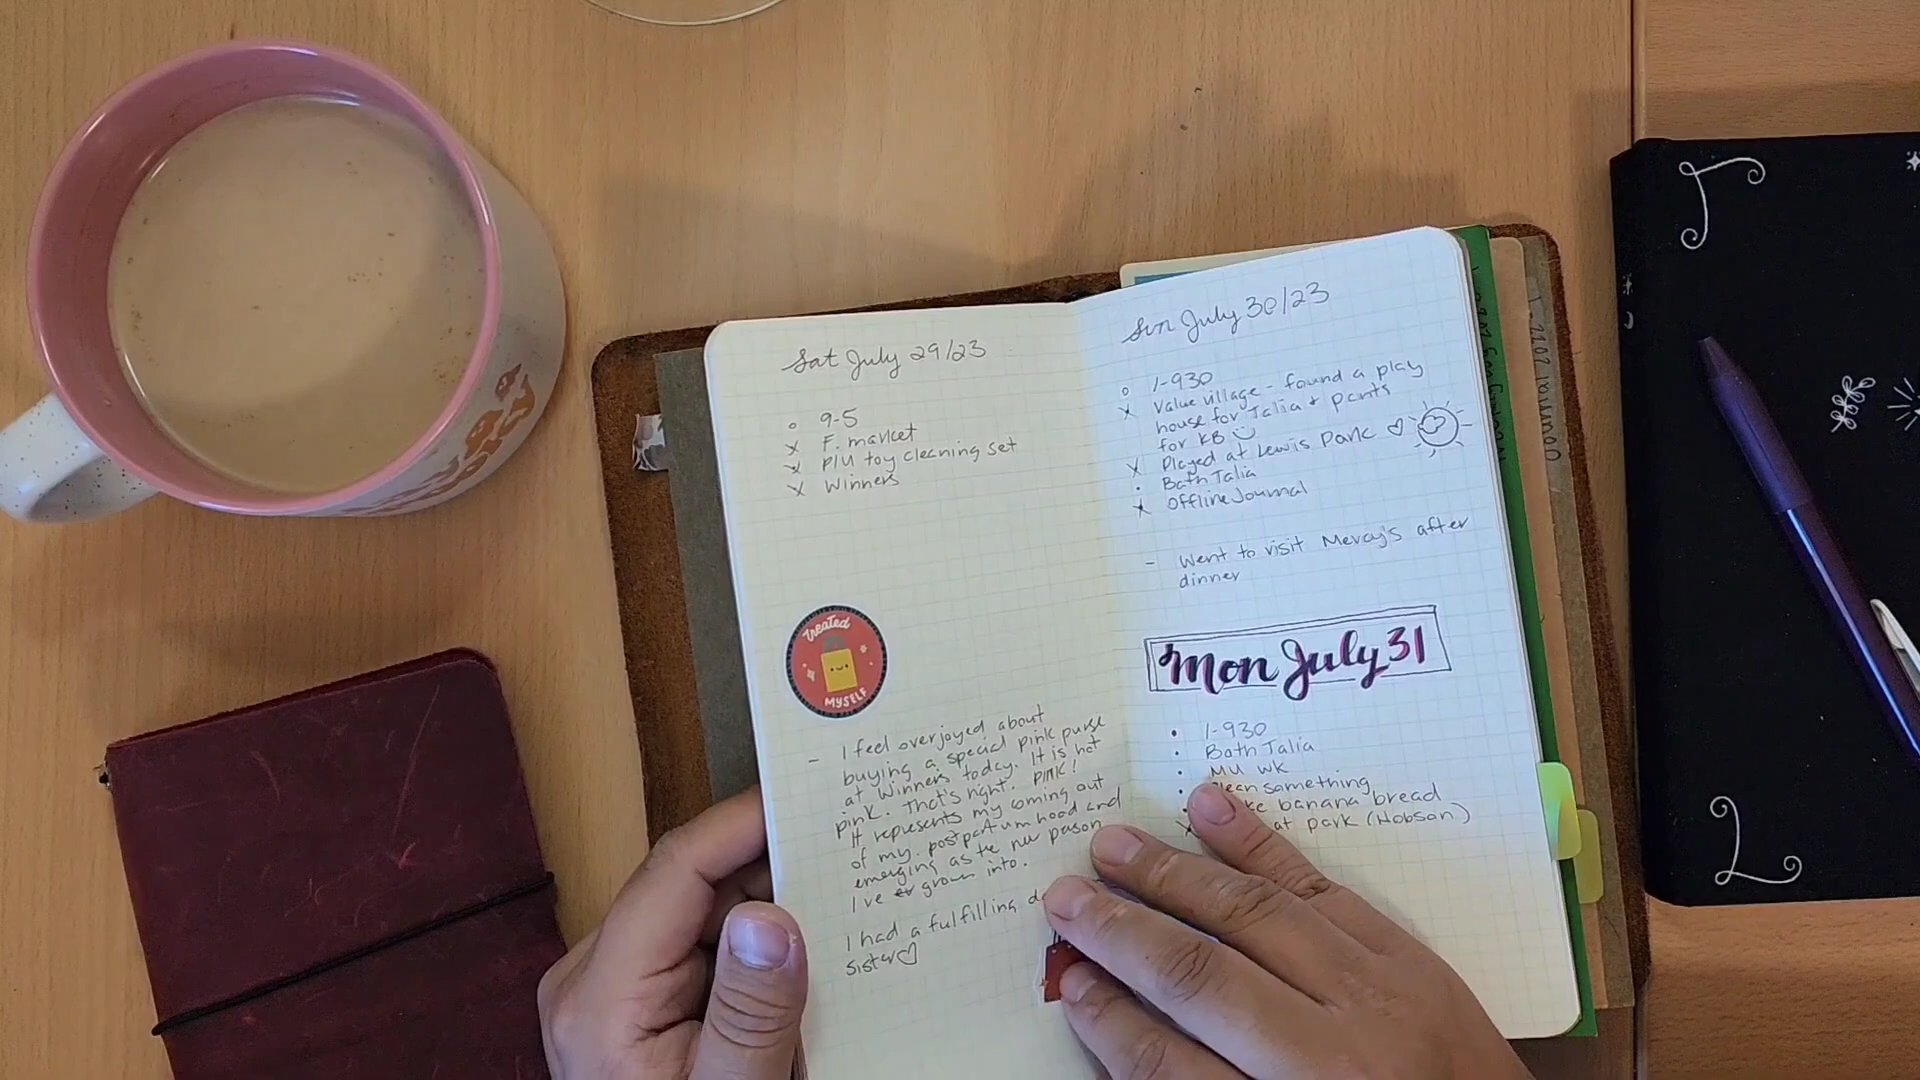 Sat July 29/23
o 9-5
x F. market
x P/U toy cleaning set
x Winners
treated
MYSELF
- I feel overjoyed about
buying a special pink purse
at Winners today. It is hot
pink. That's right. PINK!
It represents my coming out
of my postpartum hood and
emerging as the new person
I've grown into.
I had a fulfilling
sister♡
Sun July 30/23
o 1-930
x Value Village - found a play
house for Talia + pants
for KB
x Played at Lewis Park ♡
• Bath Talia
x Offline Journal
- Went to visit Mercy's after
dinner
Mon July 31
• 1-930
• Bath Talia
• MU wk
clean something
banana bread
x at park (Hobson)